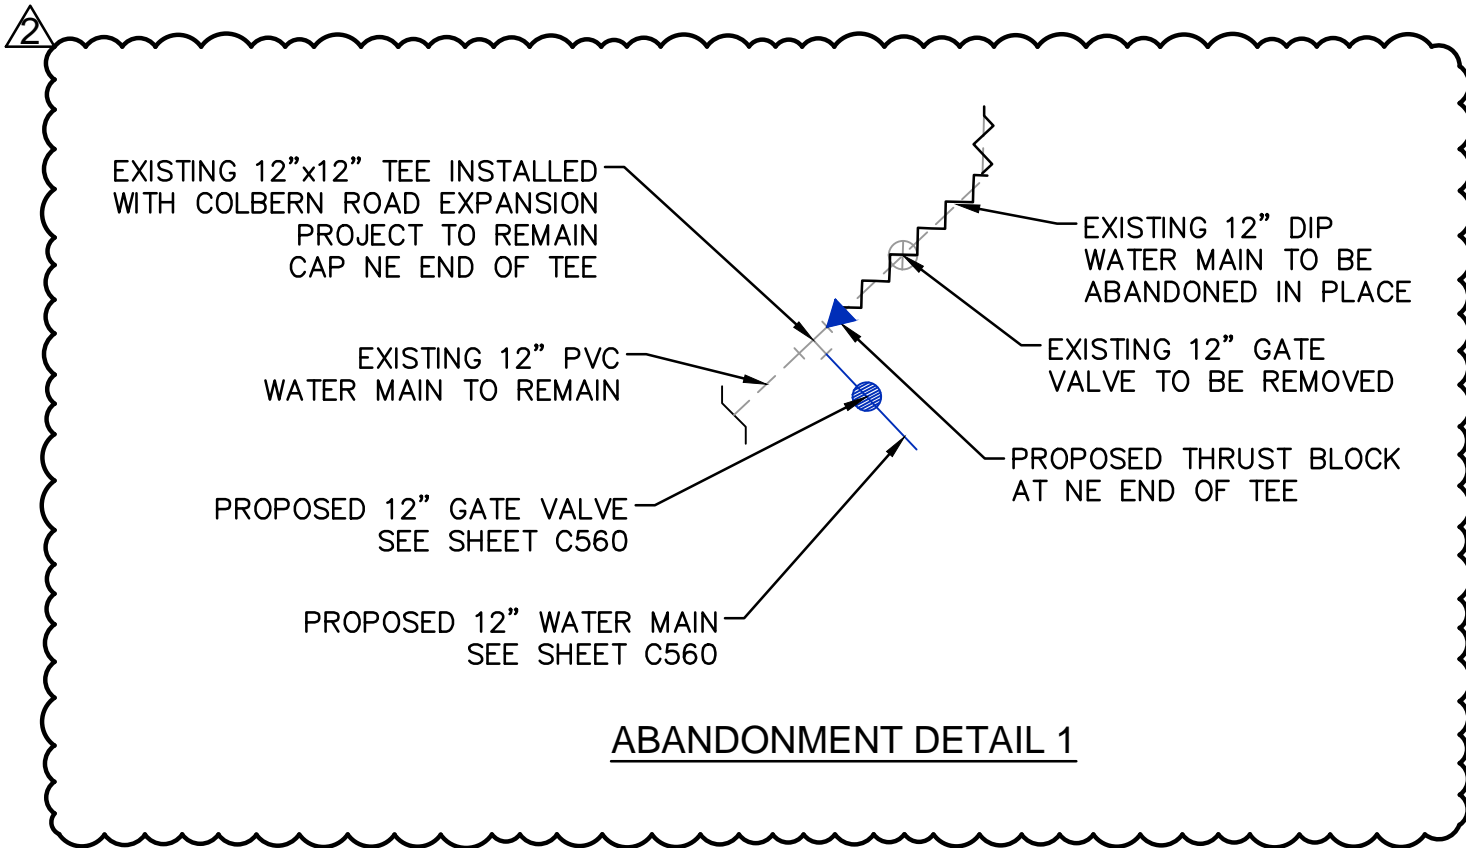 2
EXISTING 12”x12” TEE INSTALLED
WITH COLBERN ROAD EXPANSION
PROJECT TO REMAIN
CAP NE END OF TEE
EXISTING 12” DIP
WATER MAIN TO BE
ABANDONED IN PLACE
EXISTING 12” PVC
WATER MAIN TO REMAIN
EXISTING 12” GATE
VALVE TO BE REMOVED
PROPOSED THRUST BLOCK
AT NE END OF TEE
PROPOSED 12” GATE VALVE
SEE SHEET C560
PROPOSED 12” WATER MAIN
SEE SHEET C560
ABANDONMENT DETAIL 1